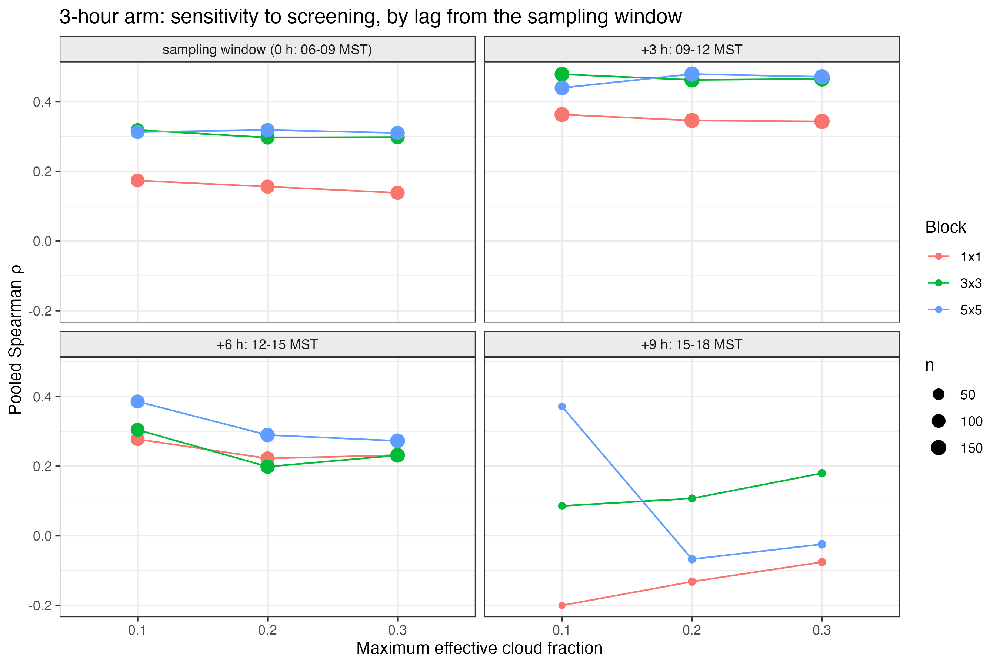 3-hour arm: sensitivity to screening, by lag from the sampling window
sampling window (0 h: 06-09 MST)
+3 h: 09-12 MST
0.4
0.2
0.0
-0.2
+6 h: 12-15 MST
+9 h: 15-18 MST
0.4
0.2
0.0
-0.2
0.1
0.2
0.3
0.1
0.2
0.3
Maximum effective cloud fraction
Pooled Spearman ρ
Block
1x1
3x3
5x5
n
50
100
150